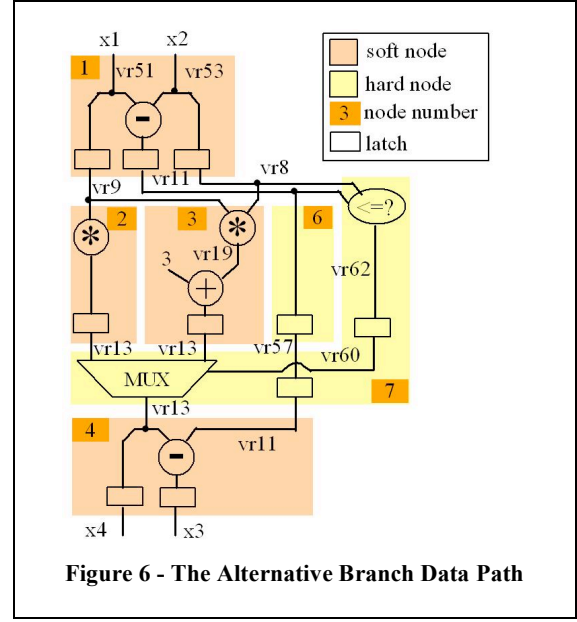 x1 x2
soft node
hard node
3 node number
latch
1 vr51 vr53
-
vr9 vr11 vr8
2 3 6 <=?
* *
vr19
3
+
vr62
vr13 vr13 vr57 vr60
MUX
7
vr13
4 vr11
-
x4 x3
Figure 6 - The Alternative Branch Data Path